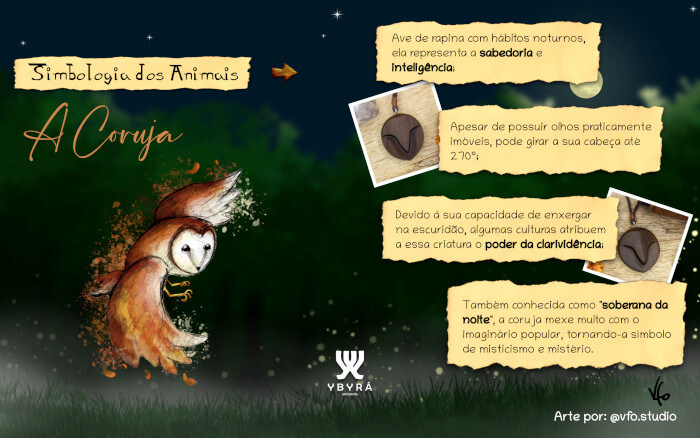 Simbologia dos Animais
A Coruja
Ave de rapina com hábitos noturnos,
ela representa a sabedoria e
inteligência;
Apesar de possuir olhos praticamente
imóveis, pode girar a sua cabeça até
270°;
Devido à sua capacidade de enxergar
na escuridão, algumas culturas atribuem
a essa criatura o poder da clarividência;
Também conhecida como "soberana da
noite", a coruja mexe muito com o
imaginário popular, tornando-a símbolo
de misticismo e mistério.
YBYRÁ
Vfo
Arte por: @vfo.studio